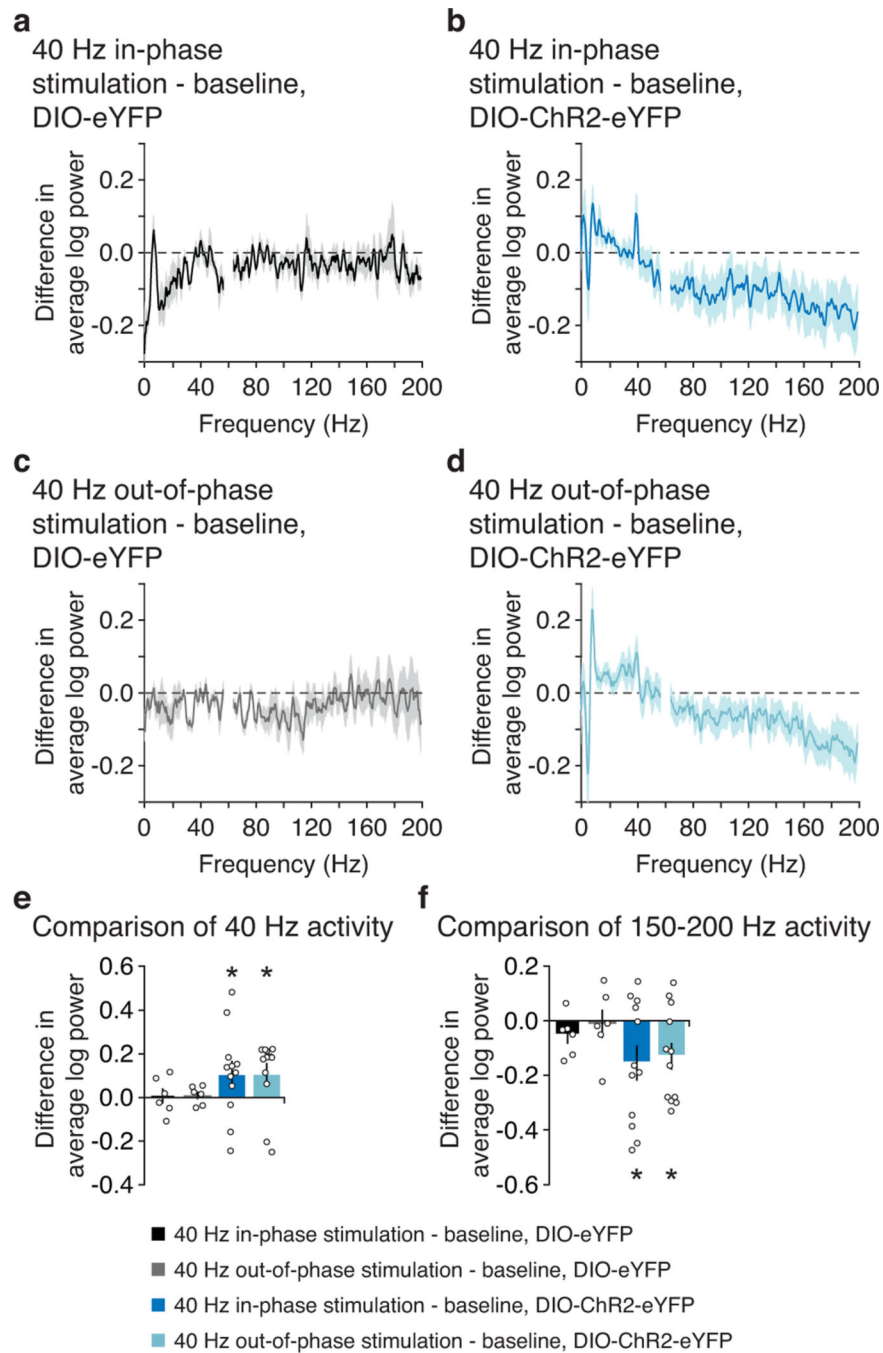 a
40 Hz in-phase
stimulation - baseline,
DIO-eYFP
Difference in
average log power
0.2
0.0
-0.2
0 40 80 120 160 200
Frequency (Hz)
b
40 Hz in-phase
stimulation - baseline,
DIO-ChR2-eYFP
Difference in
average log power
0.2
0.0
-0.2
0 40 80 120 160 200
Frequency (Hz)
c
40 Hz out-of-phase
stimulation - baseline,
DIO-eYFP
Difference in
average log power
0.2
0.0
-0.2
0 40 80 120 160 200
Frequency (Hz)
d
40 Hz out-of-phase
stimulation - baseline,
DIO-ChR2-eYFP
Difference in
average log power
0.2
0.0
-0.2
0 40 80 120 160 200
Frequency (Hz)
e
Comparison of 40 Hz activity
Difference in
average log power
0.6
0.4
0.2
0.0
-0.2
-0.4
* *
f
Comparison of 150-200 Hz activity
Difference in
average log power
0.2
0.0
-0.2
-0.4
-0.6
* *
40 Hz in-phase stimulation - baseline, DIO-eYFP
40 Hz out-of-phase stimulation - baseline, DIO-eYFP
40 Hz in-phase stimulation - baseline, DIO-ChR2-eYFP
40 Hz out-of-phase stimulation - baseline, DIO-ChR2-eYFP